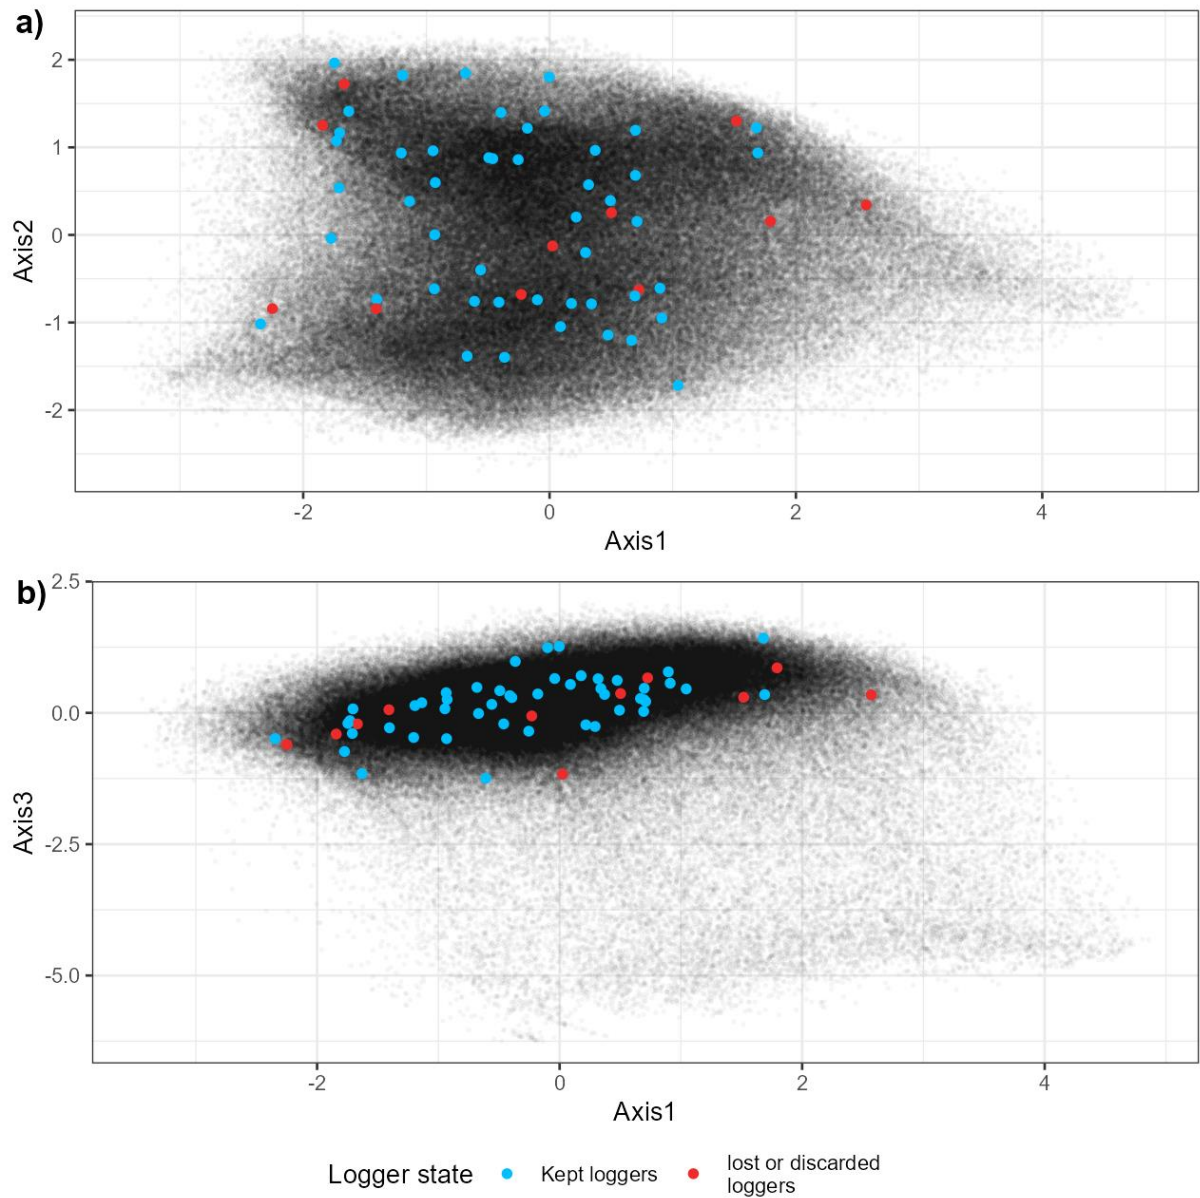 a)
2
1
0
-1
-2
Axis2
-2 0 2 4
Axis1
b)
2.5
0.0
-2.5
-5.0
Axis3
-2 0 2 4
Axis1
Logger state Kept loggers lost or discarded
loggers